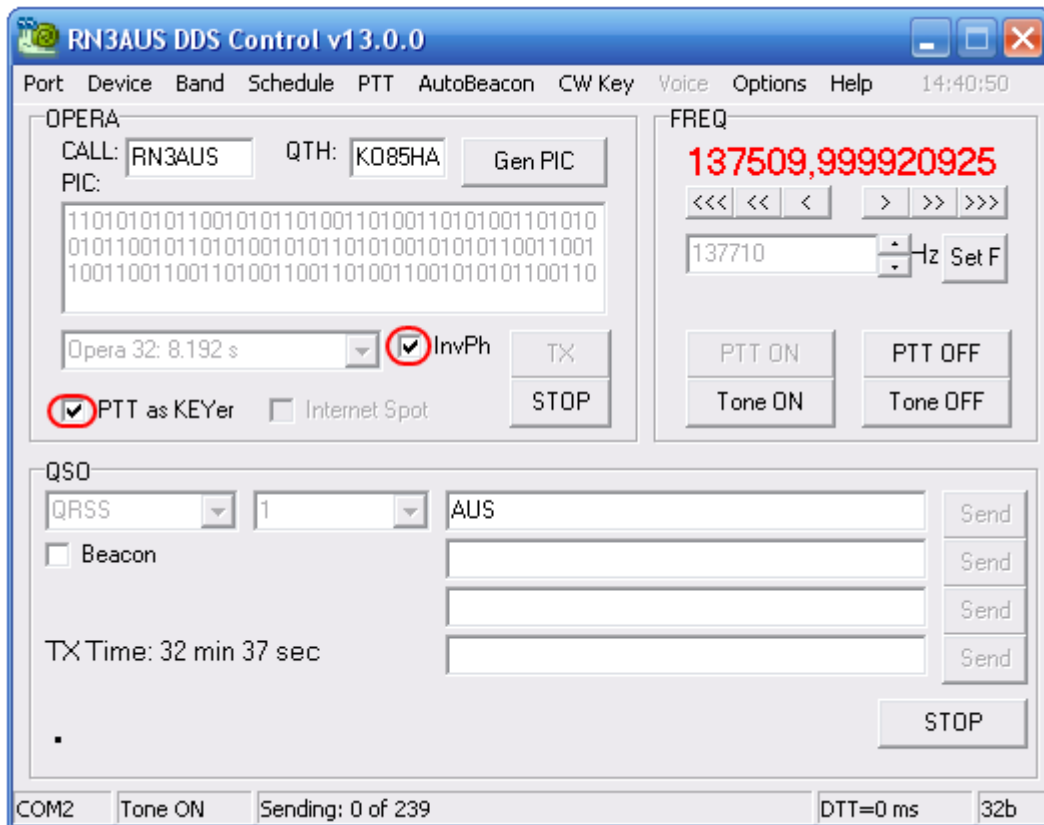 RN3AUS DDS Control v13.0.0
Port Device Band Schedule PTT AutoBeacon CW Key Voice Options Help 14:40:50
OPERA
CALL: RN3AUS QTH: KO85HA Gen PIC
PIC:
1101010101100101011010011010011010100110101
0101100101101010010101101010010101011001100
1100110011001101001100110100110010101011001
10
Opera 32: 8.192 s InvPh TX
PTT as KEYer Internet Spot STOP
FREQ
137509,999920925
<<< << < > >> >>>
137710 Hz Set F
PTT ON PTT OFF
Tone ON Tone OFF
QSO
QRSS 1 AUS Send
Beacon Send
Send
TX Time: 32 min 37 sec Send
STOP
COM2 Tone ON Sending: 0 of 239 DTT=0 ms 32b